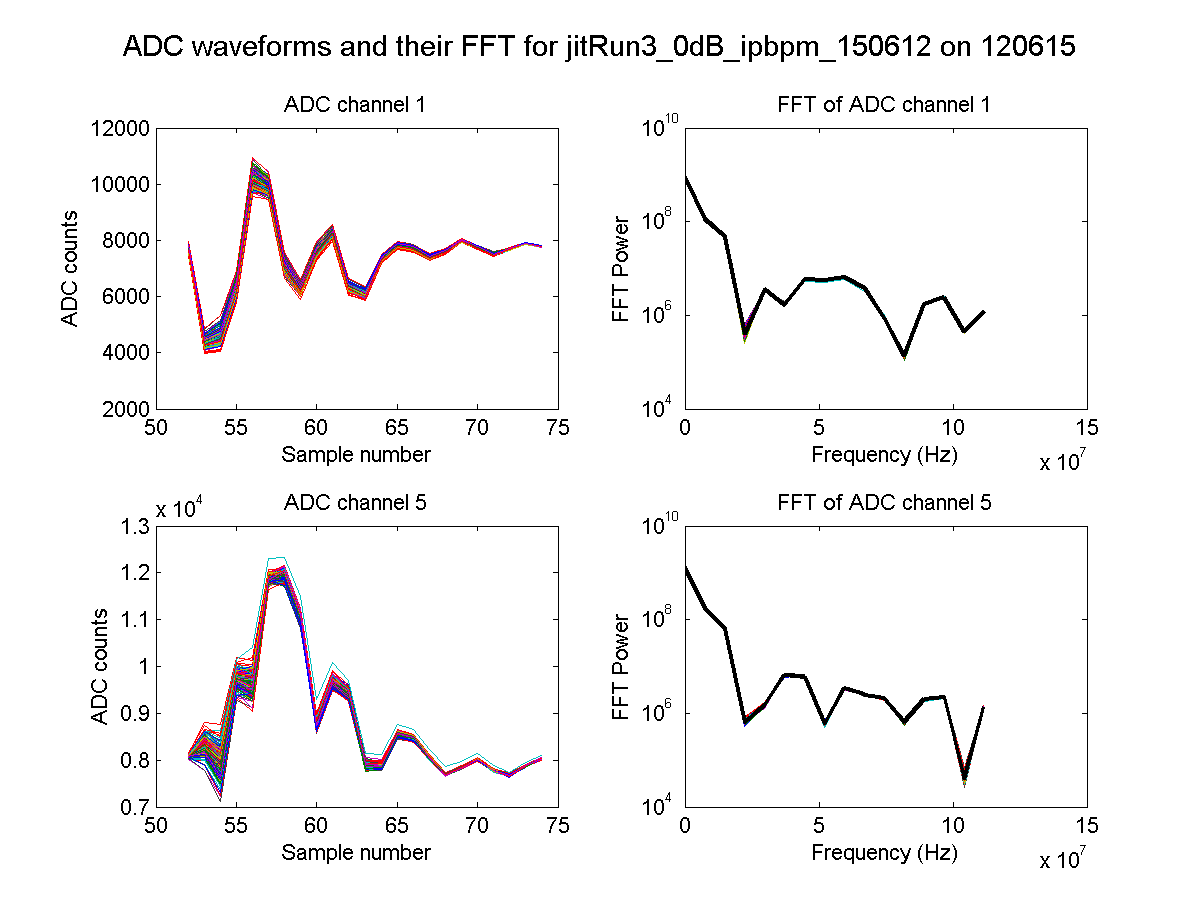 ADC waveforms and their FFT for jitRun3_0dB_ipbpm_150612 on 120615
ADC channel 1
12000
10000
8000
6000
4000
2000
ADC counts
50 55 60 65 70 75
Sample number
FFT of ADC channel 1
10^10
10^8
10^6
10^4
FFT Power
0 5 10 15
Frequency (Hz)
x 10^7
ADC channel 5
x 10^4
1.3
1.2
1.1
1
0.9
0.8
0.7
ADC counts
50 55 60 65 70 75
Sample number
FFT of ADC channel 5
10^10
10^8
10^6
10^4
FFT Power
0 5 10 15
Frequency (Hz)
x 10^7